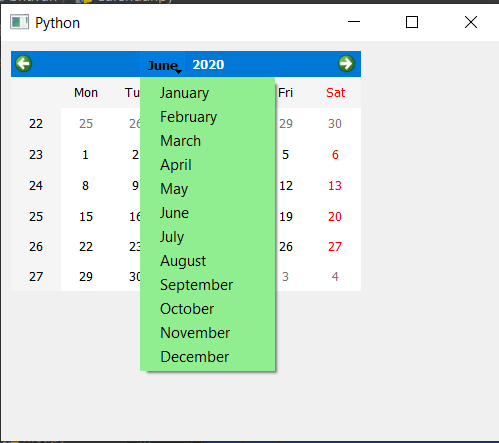 Python
June 2020
Mon Tu Fri Sat
22 25 26 29 30
23 1 2 5 6
24 8 9 12 13
25 15 16 19 20
26 22 23 26 27
27 29 30 3 4
January
February
March
April
May
June
July
August
September
October
November
December